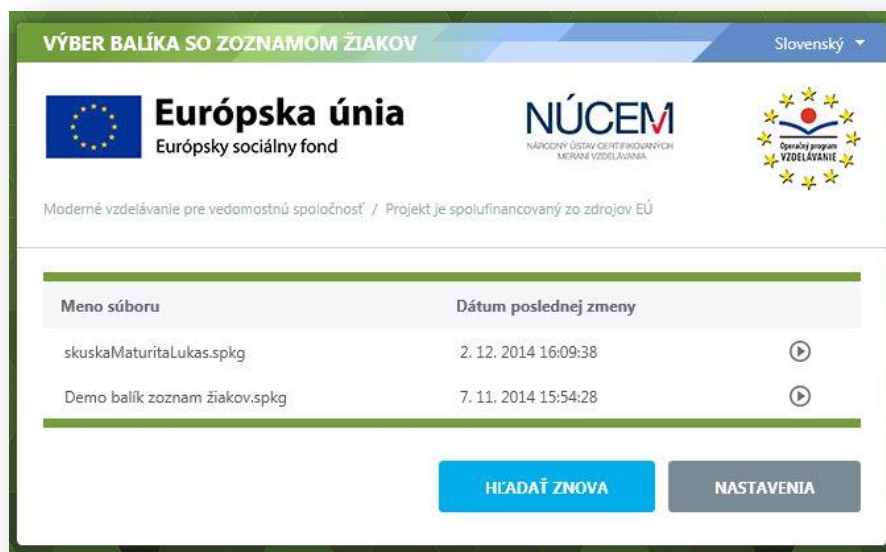 VÝBER BALÍKA SO ZOZNAMOM ŽIAKOV
Slovenský
Európska únia
Európsky sociálny fond
NÚCEM
NÁRODNÝ ÚSTAV CERTIFIKOVANÝCH
MERANÍ VZDELÁVANIA
Operačný program
VZDELÁVANIE
Moderné vzdelávanie pre vedomostnú spoločnosť / Projekt je spolufinancovaný zo zdrojov EÚ
Meno súboru Dátum poslednej zmeny
skuskaMaturitaLukas.spkg 2. 12. 2014 16:09:38
Demo balík zoznam žiakov.spkg 7. 11. 2014 15:54:28
HĽADAŤ ZNOVA NASTAVENIA